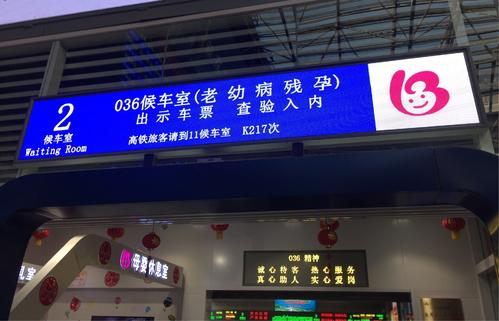 2
候车室
Waiting Room
036候车室(老幼病残孕)
出示车票 查验入内
高铁旅客请到11候车室 K217次
母婴休息室
036 精神
诚心待客 热心服务
真心助人 实心爱岗
息室